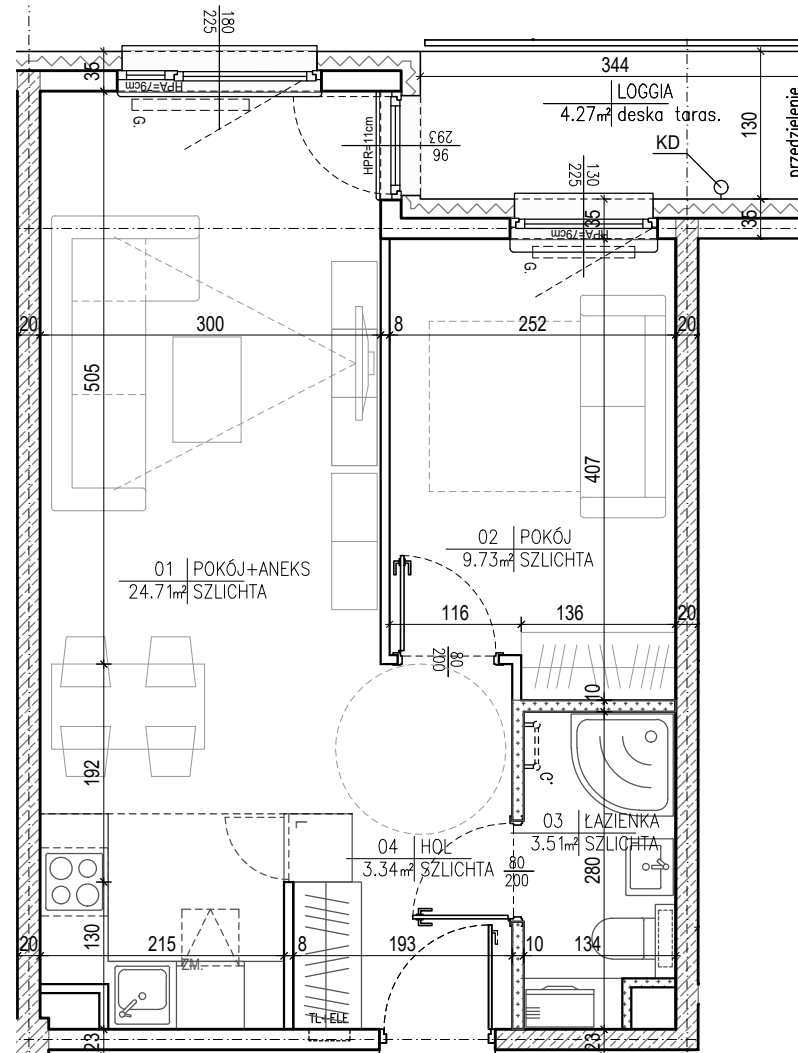 180
225
35
HPA=79cm
G.
344
LOGGIA
4.27m² deska taras.
130
przedzielenie
KD
HPR=11cm
96
293
130
225
35
35
HPA=79cm
G.
20
300
8
252
20
505
407
02 POKÓJ
9.73m² SZLICHTA
01 POKÓJ+ANEKS
24.71m² SZLICHTA
116
136
20
80
200
10
192
G.
03 ŁAZIENKA
3.51m² SZLICHTA
04 HOL
3.34m² SZLICHTA
80
200
280
130
20
215
8
193
10
134
ZM.
TL+ELE
23
23